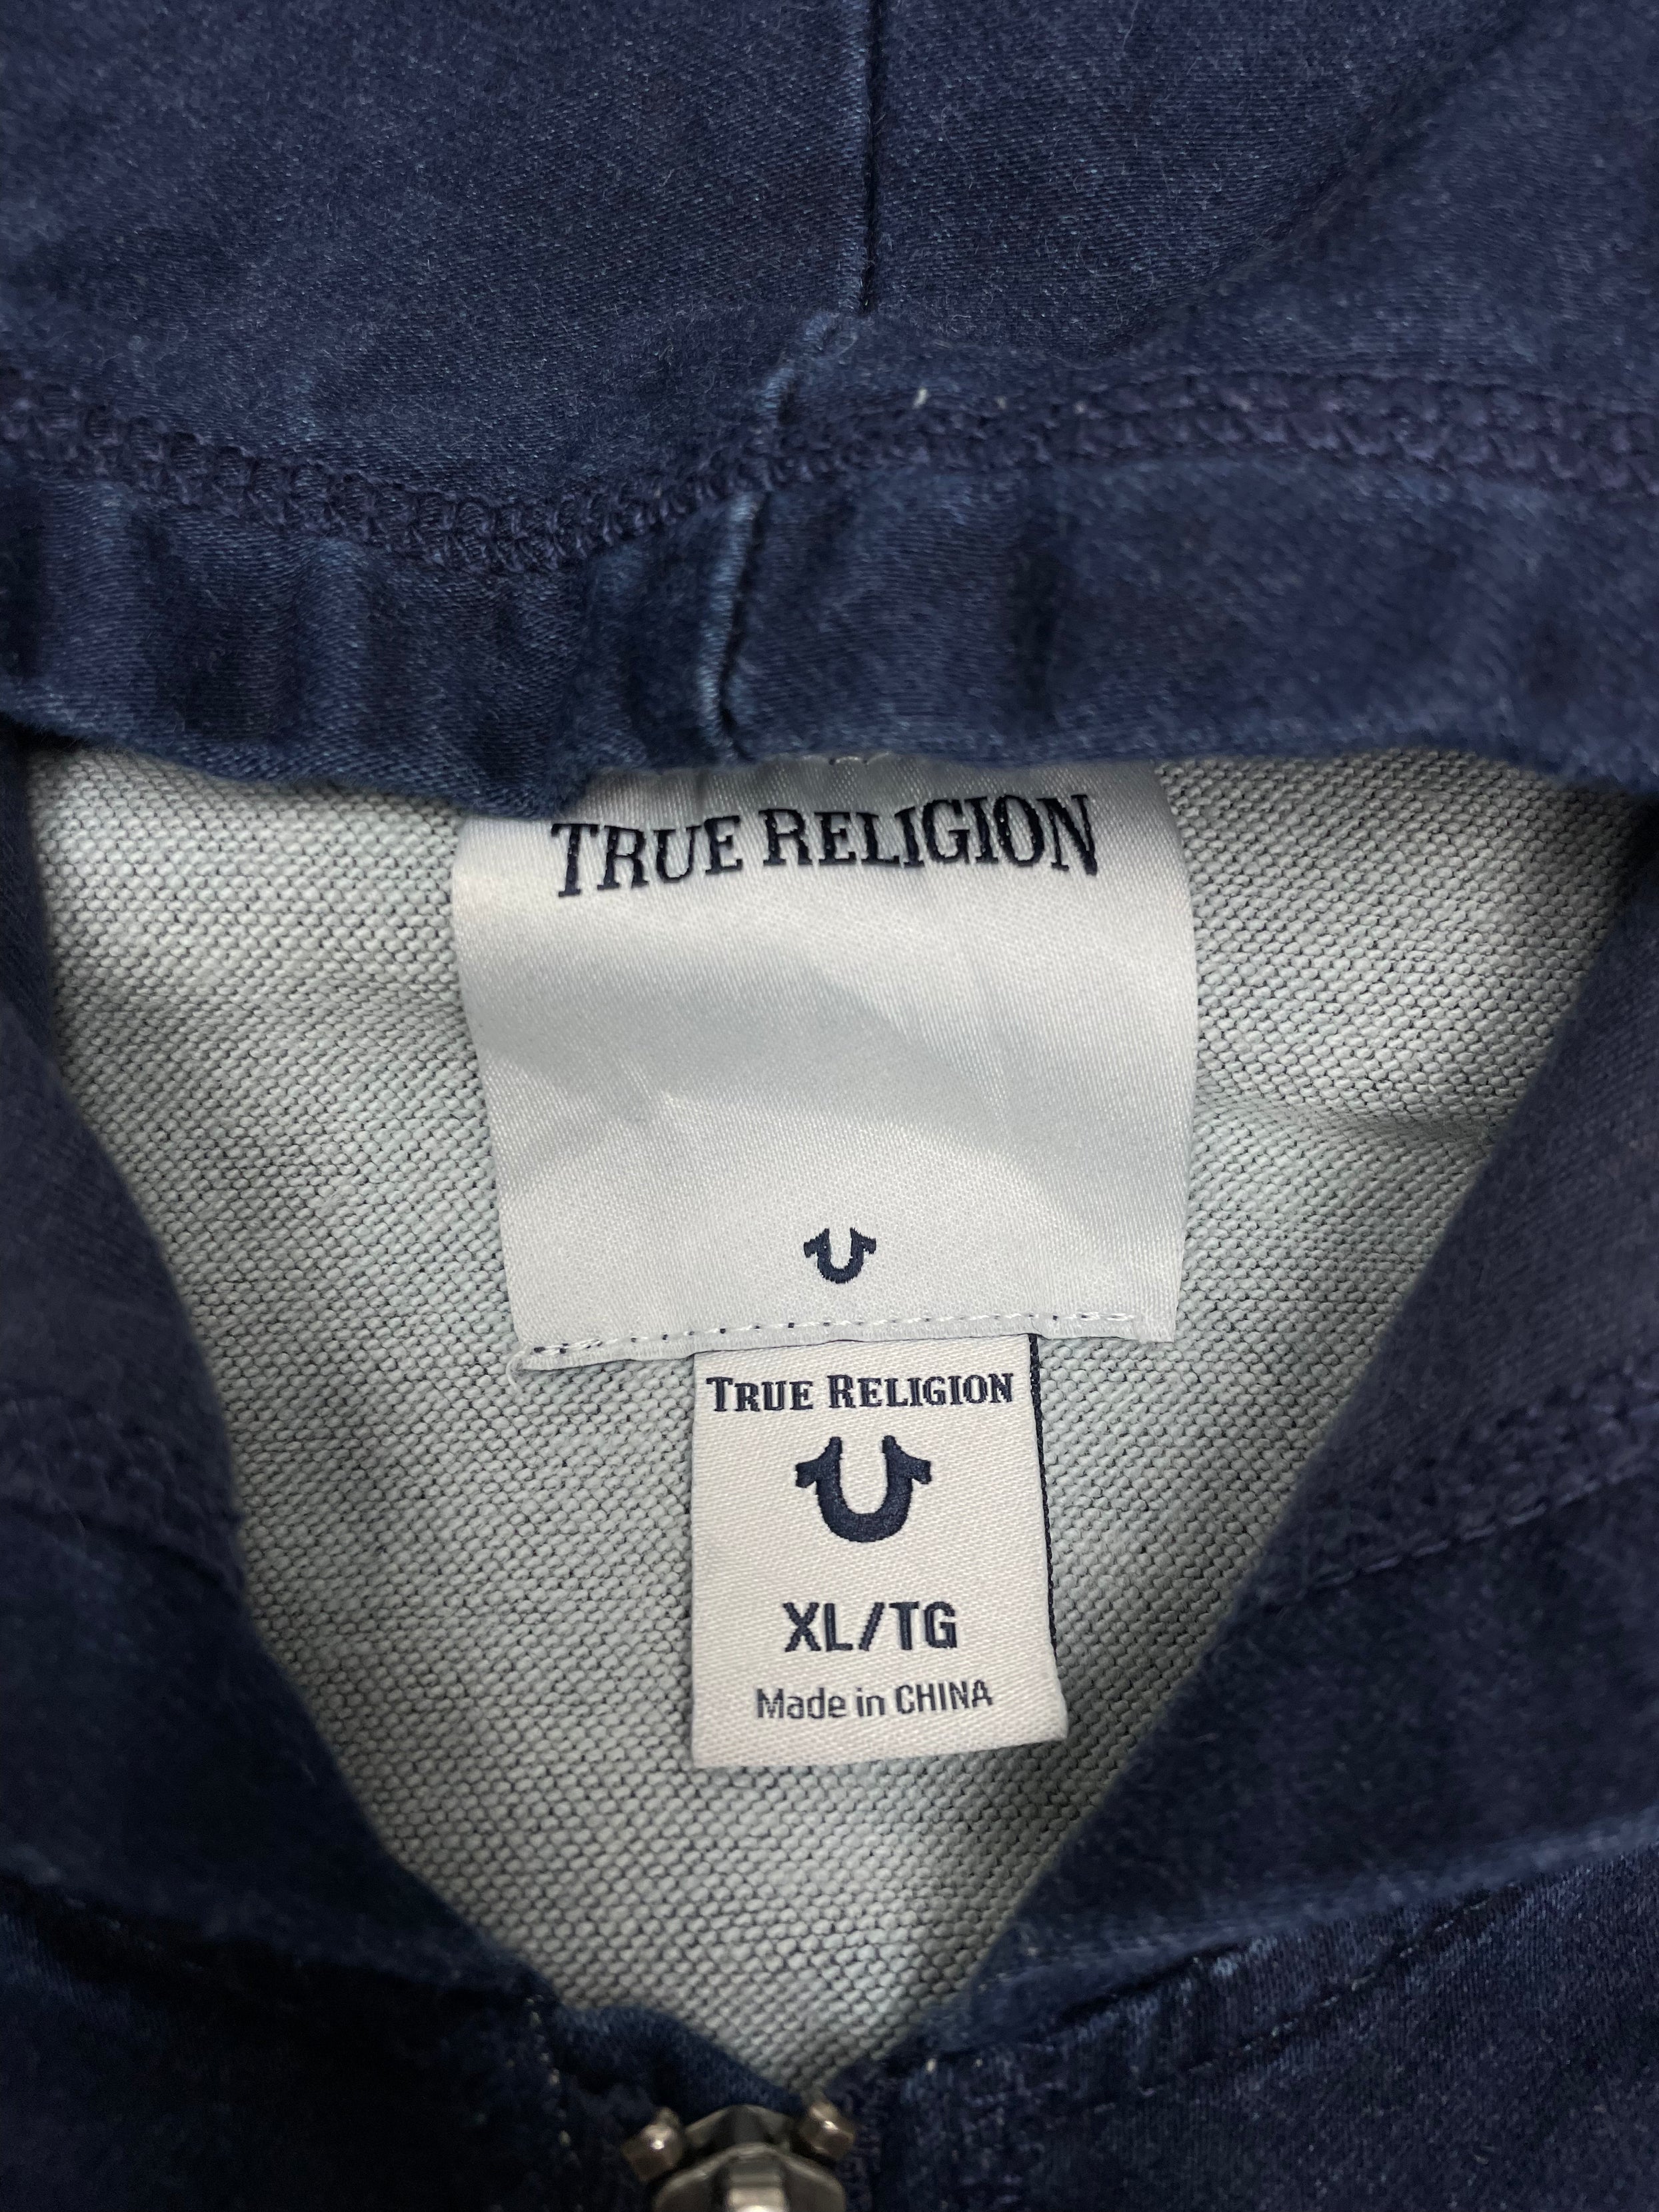 TRUE RELIGION
TRUE RELIGION
XL/TG
Made in CHINA